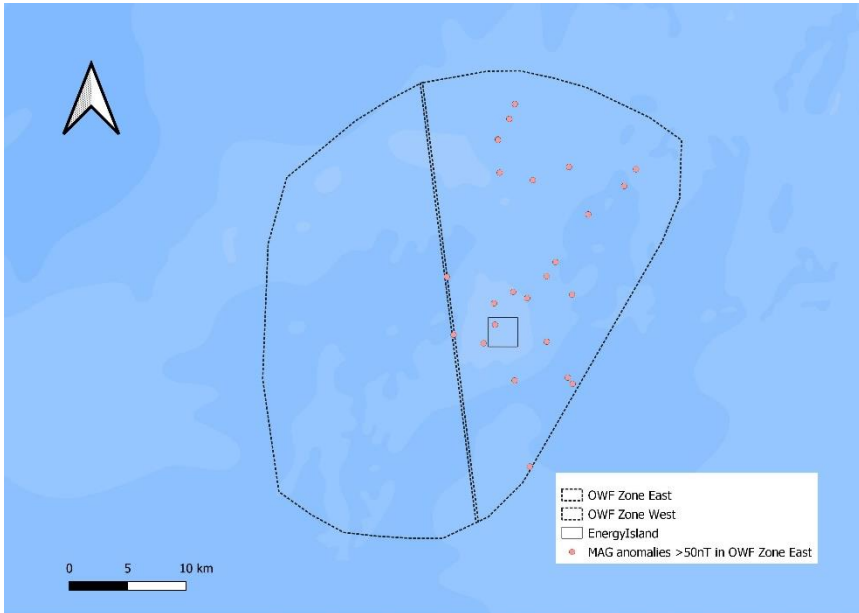 OWF Zone East
OWF Zone West
EnergyIsland
MAG anomalies >50nT in OWF Zone East
0 5 10 km